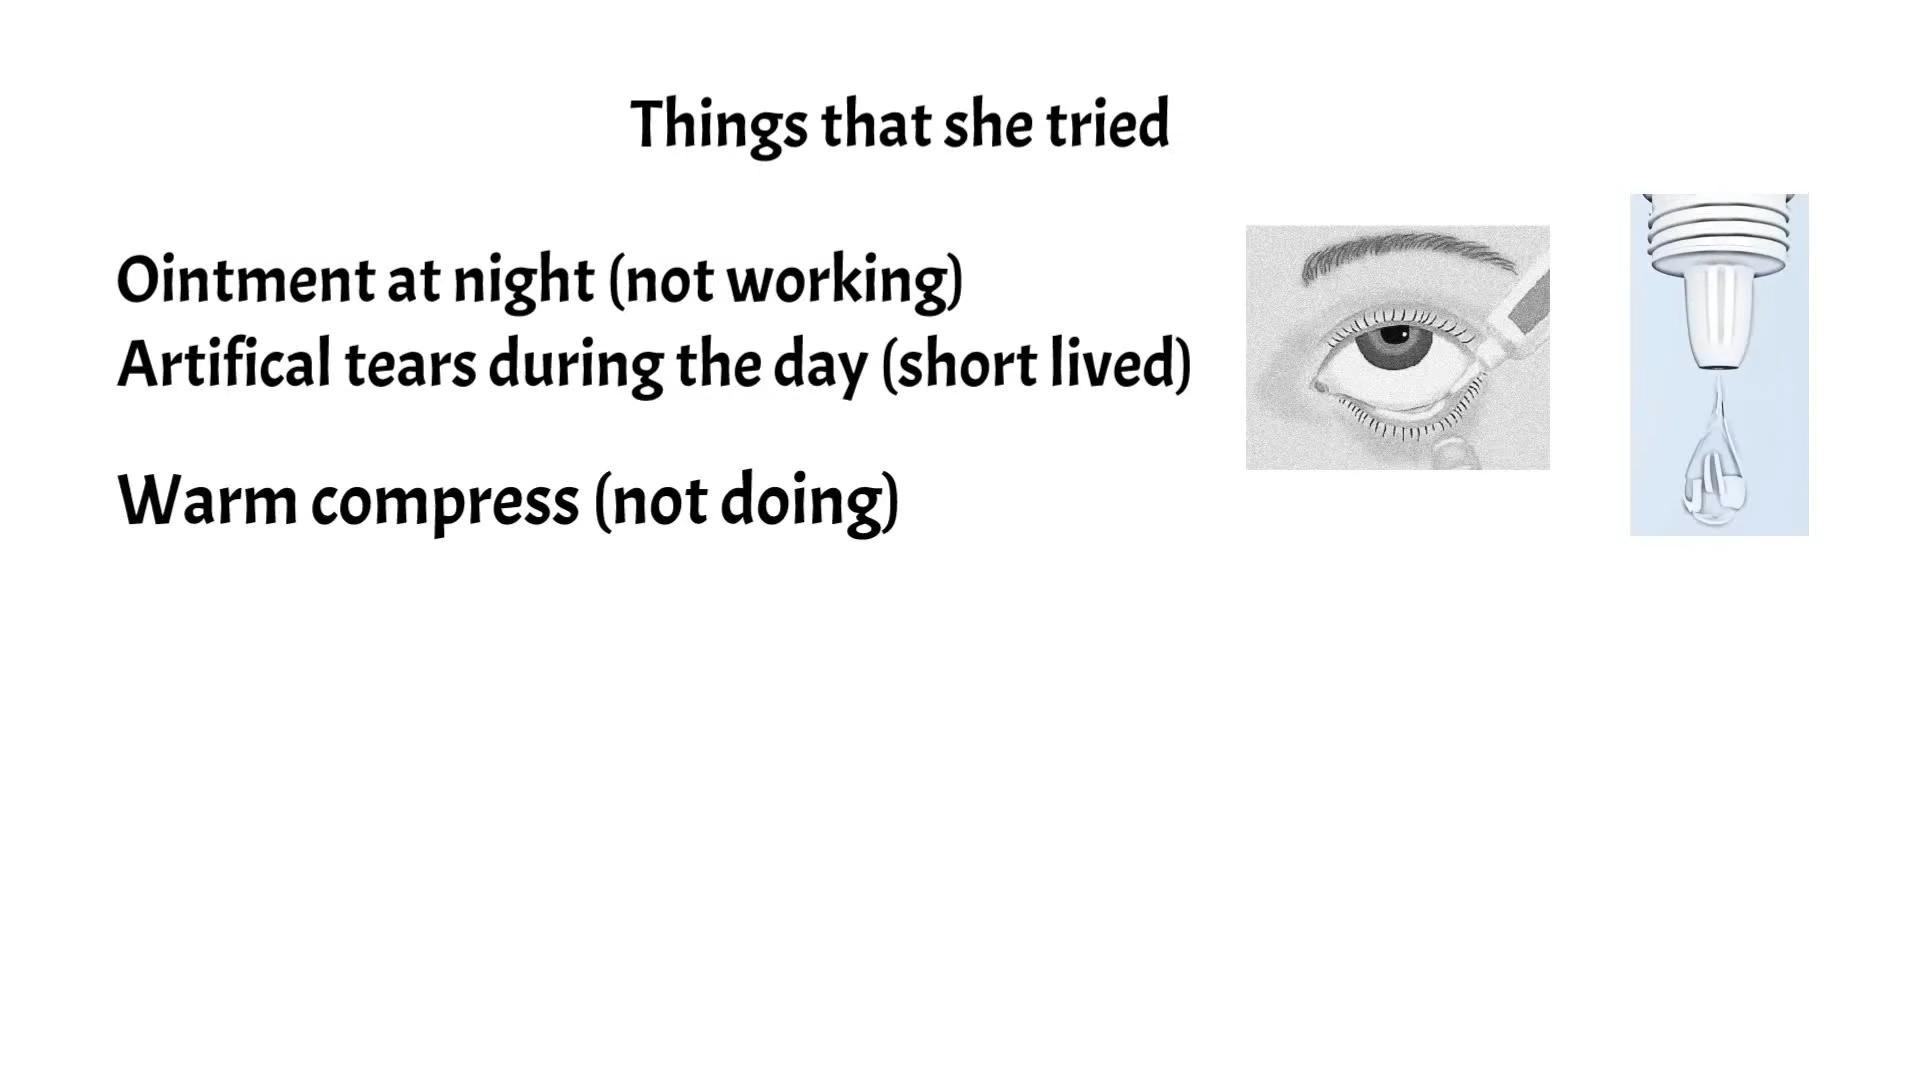 Things that she tried
Ointment at night (not working)
Artifical tears during the day (short lived)
Warm compress (not doing)